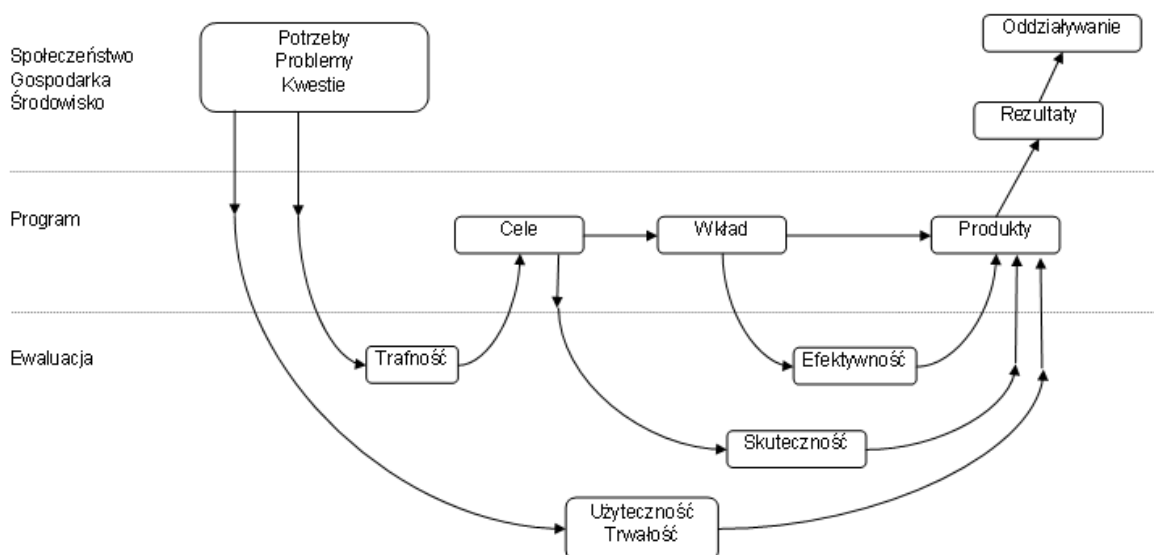 Społeczeństwo
Gospodarka
Środowisko
Potrzeby
Problemy
Kwestie
Oddziaływanie
Rezultaty
Program
Cele
Wkład
Produkty
Ewaluacja
Trafność
Efektywność
Skuteczność
Użyteczność
Trwałość